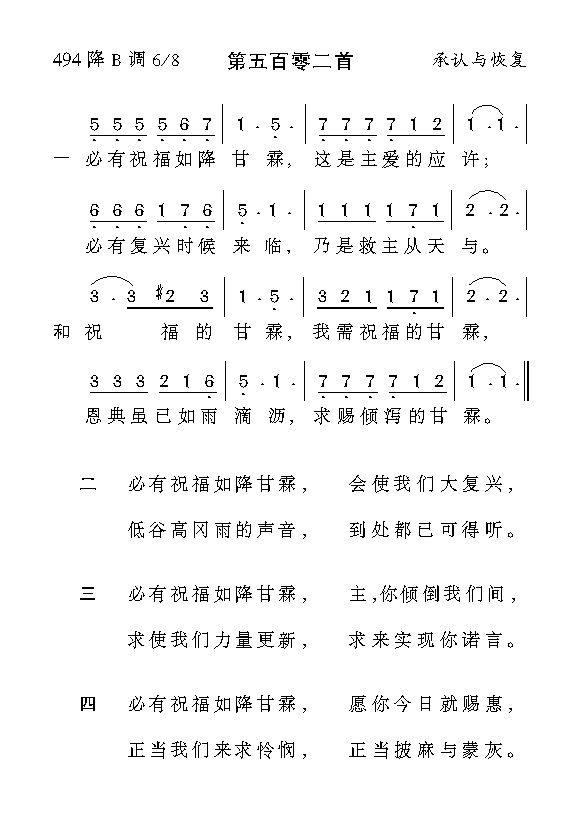 494 降 B 调 6/8 第五百零二首 承认与恢复
5 5 5 5 6 7 | 1 . 5 . | 7 7 7 7 1 2 | 1 . 1 . |
一 必有祝福如降 甘 霖, 这是主爱的应 许;
6 6 6 1 7 6 | 5 . 1 . | 1 1 1 1 7 1 | 2 . 2 . |
必有复兴时候 来 临, 乃是救主从天 与。
3 . 3 #2 3 | 1 . 5 . | 3 2 1 1 7 1 | 2 . 2 . |
和 祝 福 的 甘 霖, 我需祝福的甘 霖,
3 3 3 2 1 6 | 5 . 1 . | 7 7 7 7 1 2 | 1 . 1 . ‖
恩典虽已如雨 滴 沥, 求赐倾泻的甘 霖。
二 必有祝福如降甘霖, 会使我们大复兴,
低谷高冈雨的声音, 到处都已可得听。
三 必有祝福如降甘霖, 主,你倾倒我们间,
求使我们力量更新, 求来实现你诺言。
四 必有祝福如降甘霖, 愿你今日就赐惠,
正当我们来求怜悯, 正当披麻与蒙灰。